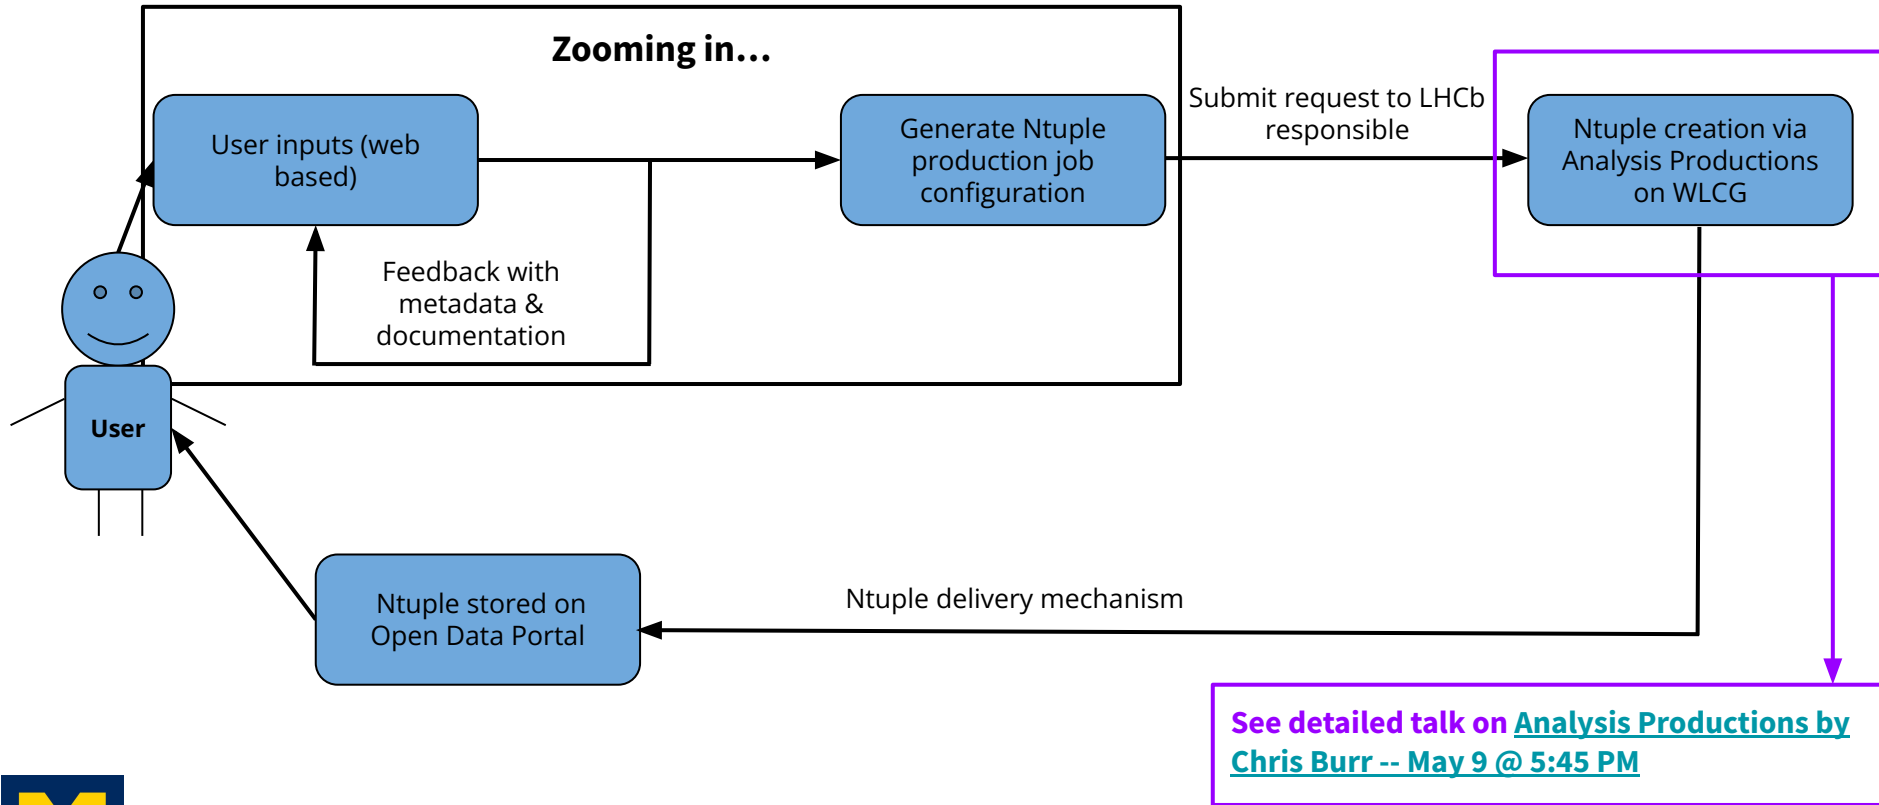 Zooming in...
User inputs (web
based)
Generate Ntuple
production job
configuration
Submit request to LHCb
responsible
Ntuple creation via
Analysis Productions
on WLCG
Feedback with
metadata &
documentation
User
Ntuple stored on
Open Data Portal
Ntuple delivery mechanism
See detailed talk on Analysis Productions by
Chris Burr -- May 9 @ 5:45 PM